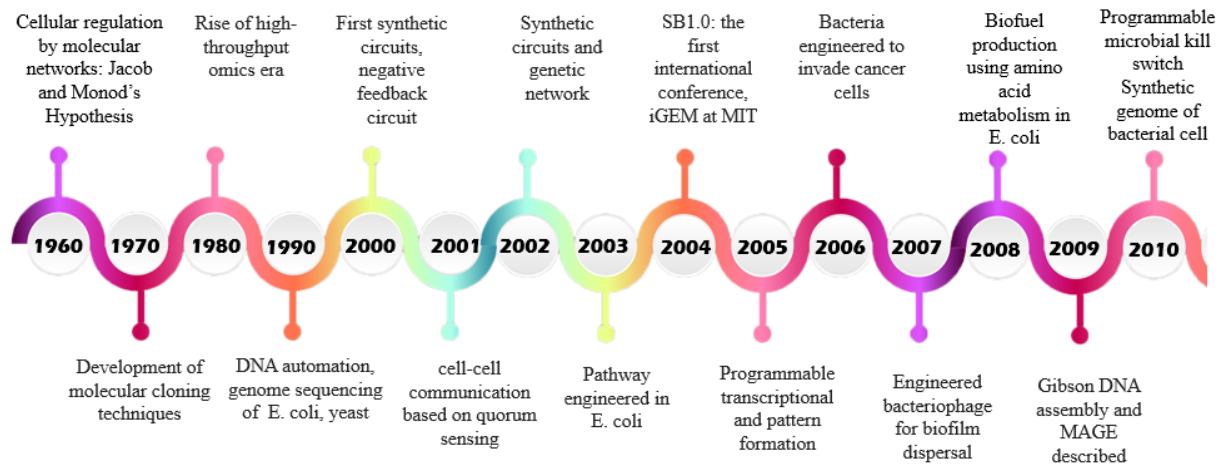 Cellular regulation
by molecular
networks: Jacob
and Monod's
Hypothesis
Rise of high-
throughput
omics era
First synthetic
circuits,
negative
feedback
circuit
Synthetic
circuits and
genetic
network
SB1.0: the
first
international
conference,
iGEM at MIT
Bacteria
engineered to
invade cancer
cells
Biofuel
production
using amino
acid
metabolism in
E. coli
Programmable
microbial kill
switch
Synthetic
genome of
bacterial cell
1960
1970
1980
1990
2000
2001
2002
2003
2004
2005
2006
2007
2008
2009
2010
Development of
molecular cloning
techniques
DNA automation,
genome sequencing
of E. coli, yeast
cell-cell
communication
based on quorum
sensing
Pathway
engineered in
E. coli
Programmable
transcriptional
and pattern
formation
Engineered
bacteriophage
for biofilm
dispersal
Gibson DNA
assembly and
MAGE
described